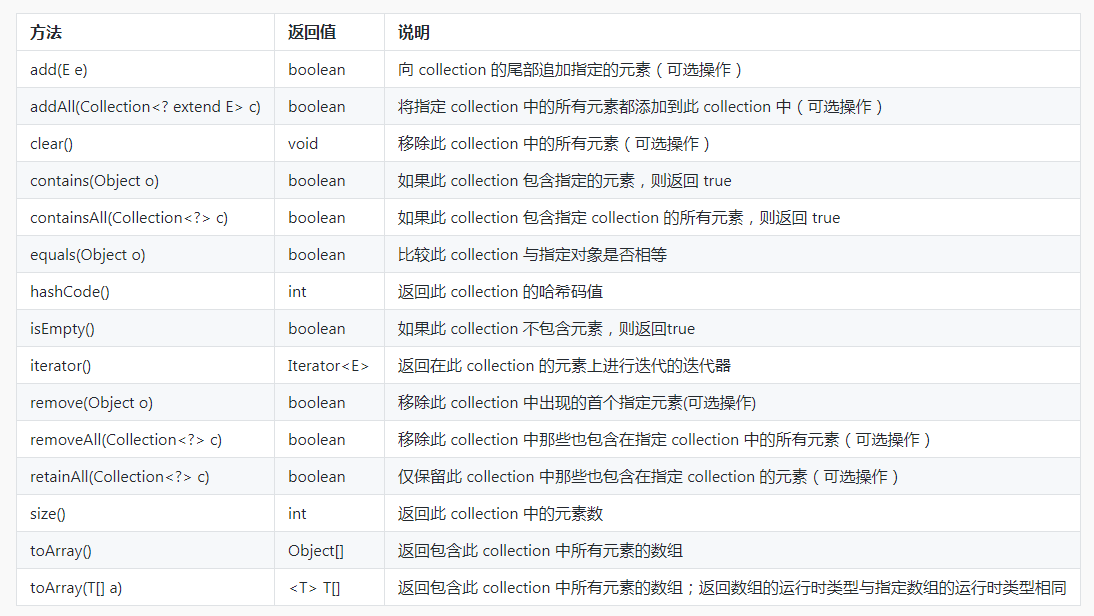 方法 返回值 说明
add(E e) boolean 向 collection 的尾部追加指定的元素（可选操作）
addAll(Collection<? extend E> c) boolean 将指定 collection 中的所有元素都添加到此 collection 中（可选操作）
clear() void 移除此 collection 中的所有元素（可选操作）
contains(Object o) boolean 如果此 collection 包含指定的元素，则返回 true
containsAll(Collection<?> c) boolean 如果此 collection 包含指定 collection 的所有元素，则返回 true
equals(Object o) boolean 比较此 collection 与指定对象是否相等
hashCode() int 返回此 collection 的哈希码值
isEmpty() boolean 如果此 collection 不包含元素，则返回true
iterator() Iterator<E> 返回在此 collection 的元素上进行迭代的迭代器
remove(Object o) boolean 移除此 collection 中出现的首个指定元素(可选操作)
removeAll(Collection<?> c) boolean 移除此 collection 中那些也包含在指定 collection 中的所有元素（可选操作）
retainAll(Collection<?> c) boolean 仅保留此 collection 中那些也包含在指定 collection 的元素（可选操作）
size() int 返回此 collection 中的元素数
toArray() Object[] 返回包含此 collection 中所有元素的数组
toArray(T[] a) <T> T[] 返回包含此 collection 中所有元素的数组；返回数组的运行时类型与指定数组的运行时类型相同